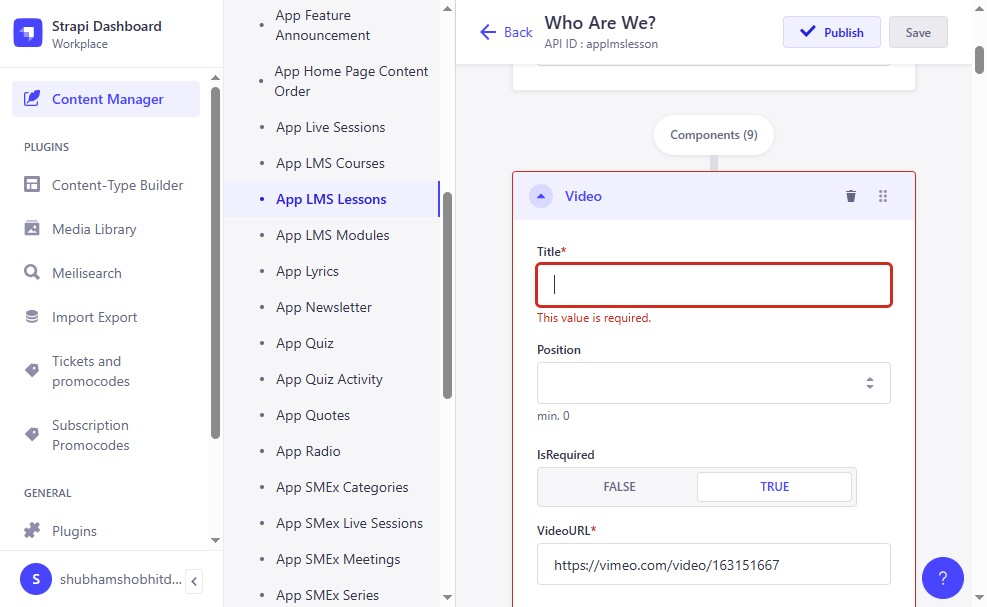 Strapi Dashboard
Workplace
Content Manager
PLUGINS
Content-Type Builder
Media Library
Meilisearch
Import Export
Tickets and
promocodes
Subscription
Promocodes
GENERAL
Plugins
S
shubhamshobhitd...
App Feature
Announcement
App Home Page Content
Order
App Live Sessions
App LMS Courses
App LMS Lessons
App LMS Modules
App Lyrics
App Newsletter
App Quiz
App Quiz Activity
App Quotes
App Radio
App SMEx Categories
App SMex Live Sessions
App SMEx Meetings
App SMEx Series
Back
Who Are We?
API ID : applmslesson
Publish
Save
Components (9)
Video
Title*
This value is required.
Position
min. 0
IsRequired
FALSE
TRUE
VideoURL*
https://vimeo.com/video/163151667
?